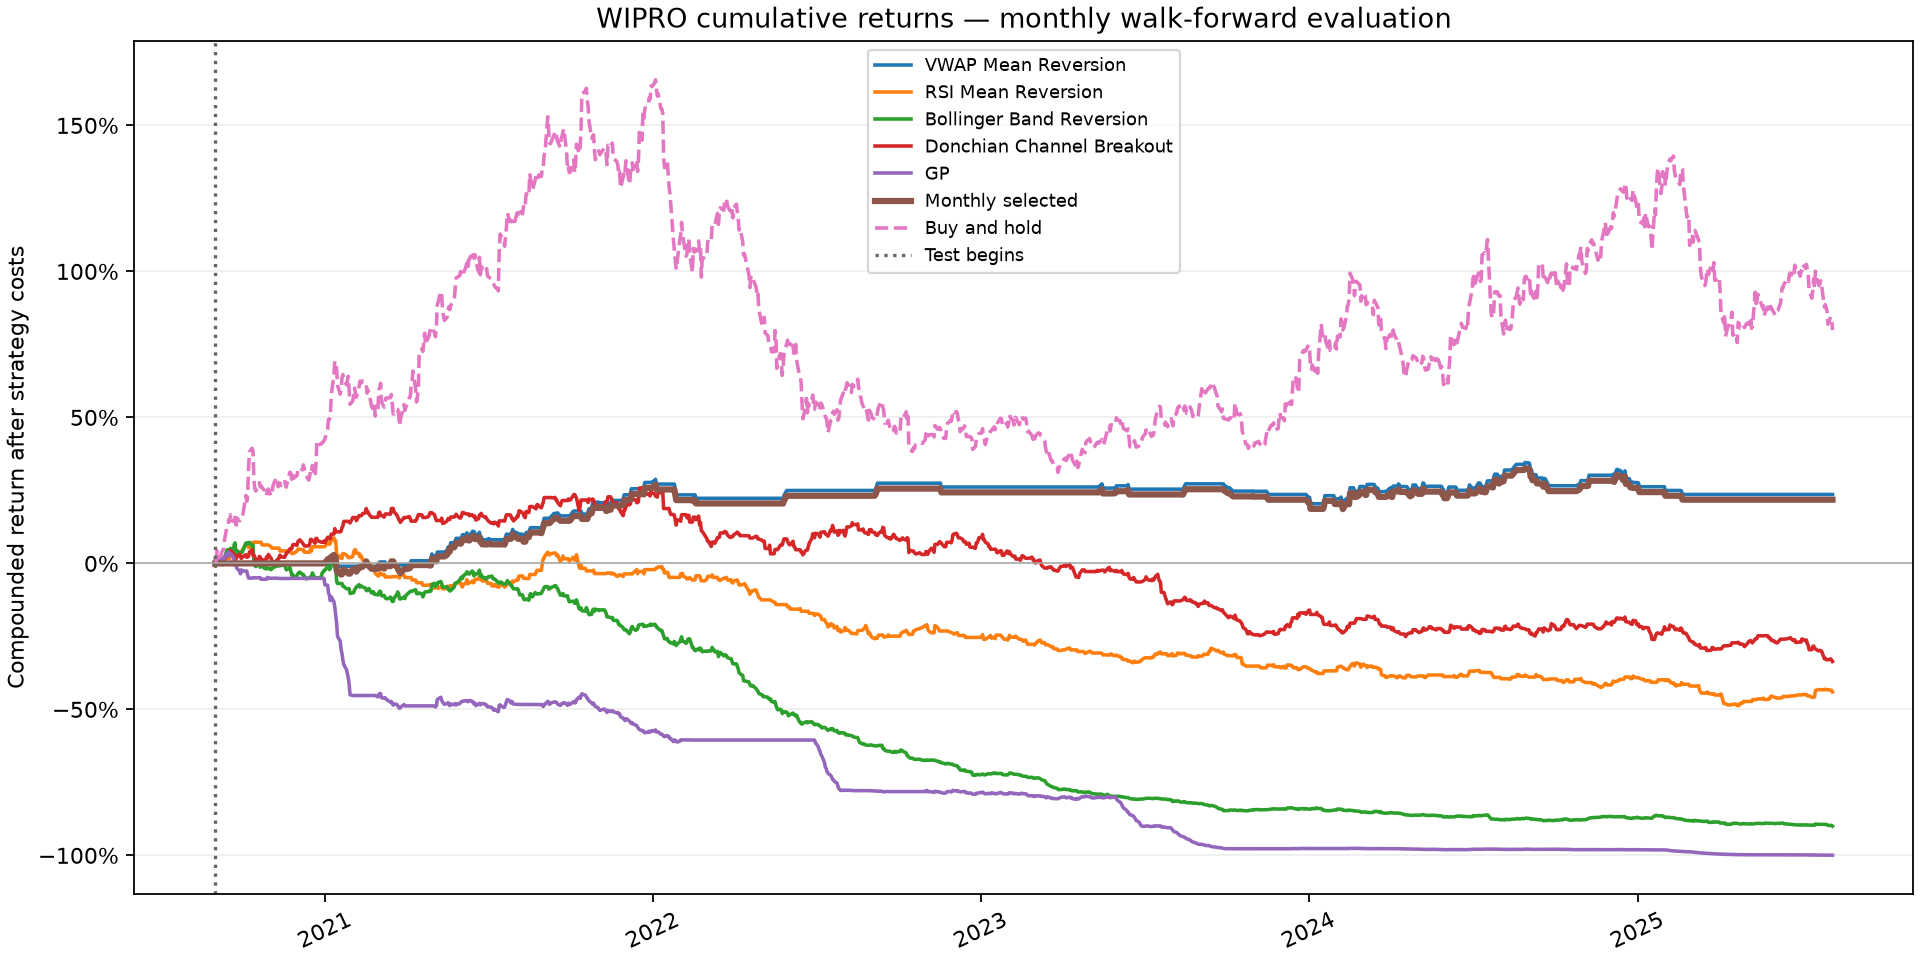 WIPRO cumulative returns — monthly walk-forward evaluation
VWAP Mean Reversion
RSI Mean Reversion
Bollinger Band Reversion
Donchian Channel Breakout
GP
Monthly selected
Buy and hold
Test begins
Compounded return after strategy costs
150%
100%
50%
0%
−50%
−100%
2021
2022
2023
2024
2025